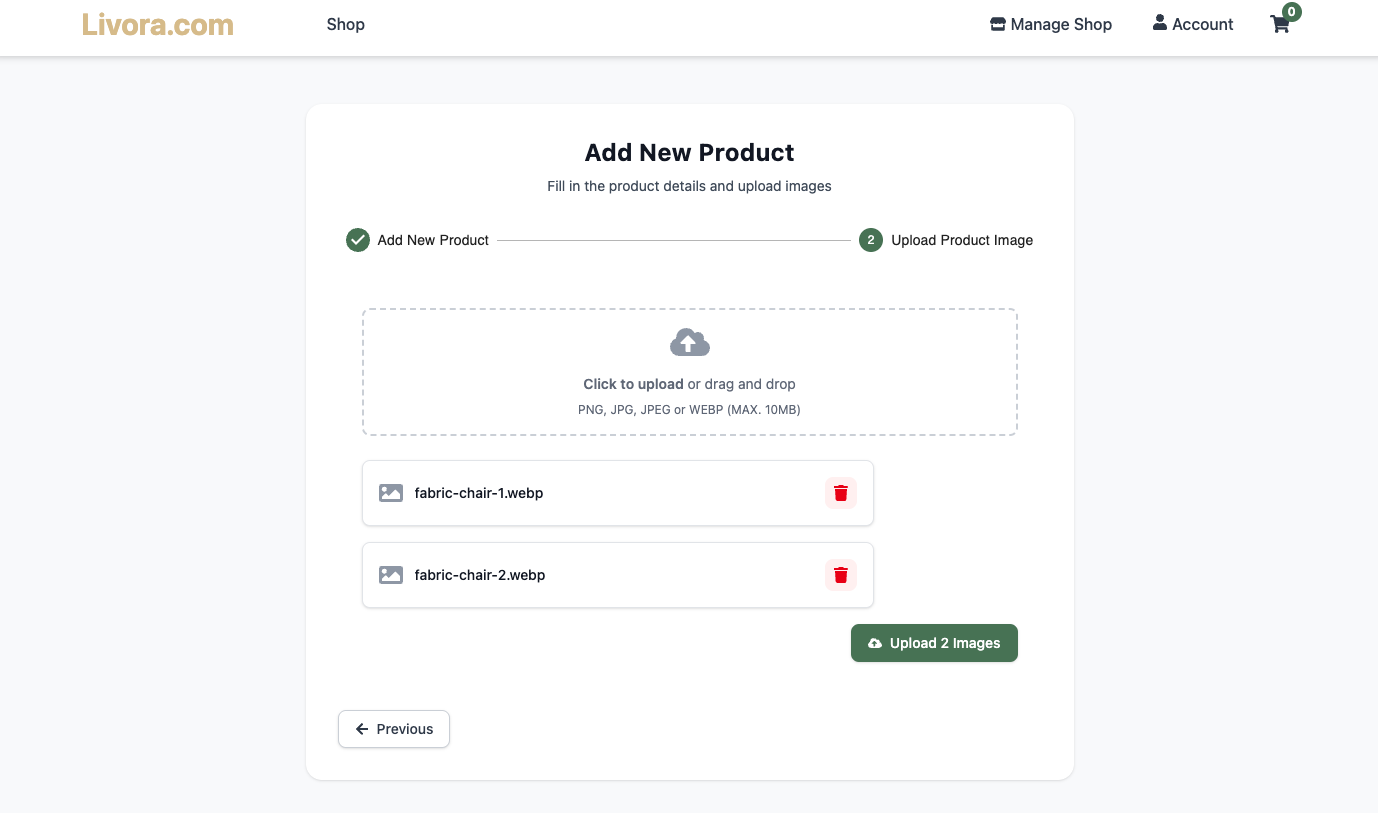 Livora.com
Shop
Manage Shop
Account
0
Add New Product
Fill in the product details and upload images
Add New Product
2
Upload Product Image
Click to upload or drag and drop
PNG, JPG, JPEG or WEBP (MAX. 10MB)
fabric-chair-1.webp
fabric-chair-2.webp
Upload 2 Images
Previous